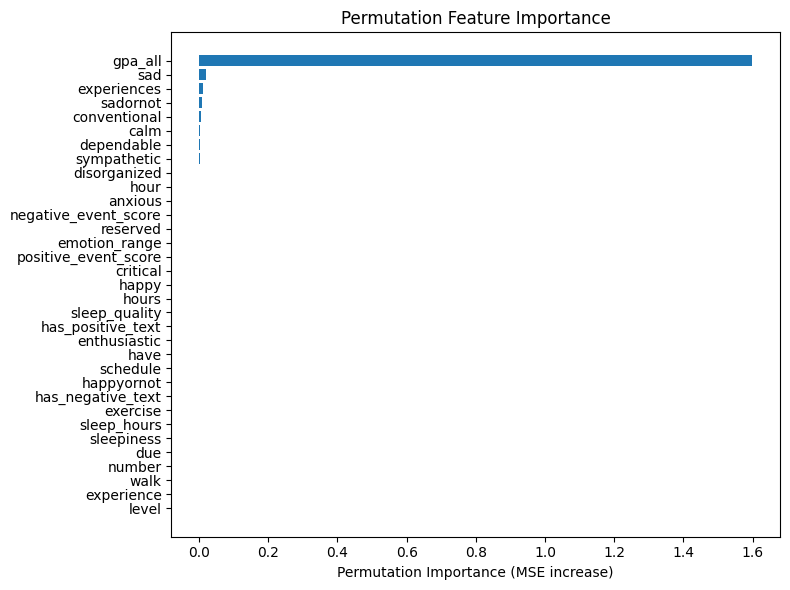 Permutation Feature Importance
gpa_all
sad
experiences
sadornot
conventional
calm
dependable
sympathetic
disorganized
hour
anxious
negative_event_score
reserved
emotion_range
positive_event_score
critical
happy
hours
sleep_quality
has_positive_text
enthusiastic
have
schedule
happyornot
has_negative_text
exercise
sleep_hours
sleepiness
due
number
walk
experience
level
0.0 0.2 0.4 0.6 0.8 1.0 1.2 1.4 1.6
Permutation Importance (MSE increase)